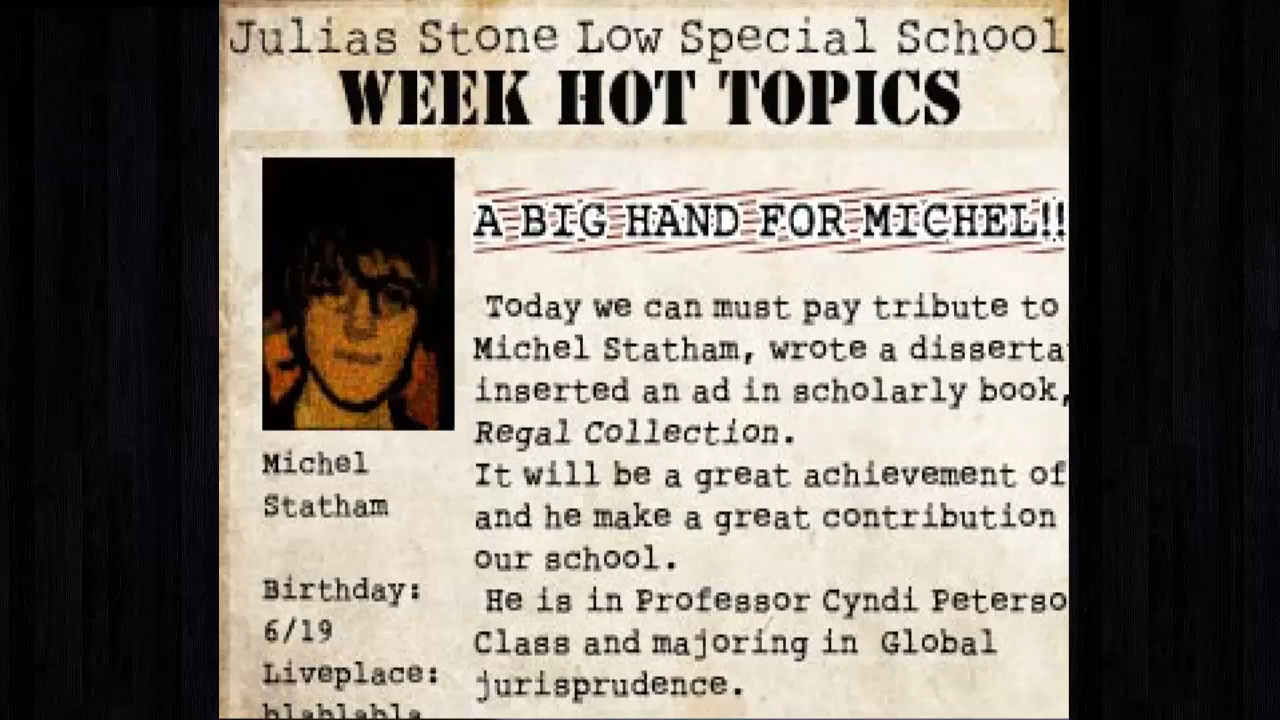 Julias Stone Low Special School
WEEK HOT TOPICS
A BIG HAND FOR MICHEL!!
Today we can must pay tribute to
Michel Statham, wrote a disserta
inserted an ad in scholarly book,
Regal Collection.
It will be a great achievement of
and he make a great contribution
our school.
He is in Professor Cyndi Peterso
Class and majoring in Global
jurisprudence.
Michel
Statham
Birthday:
6/19
Liveplace:
blablabla